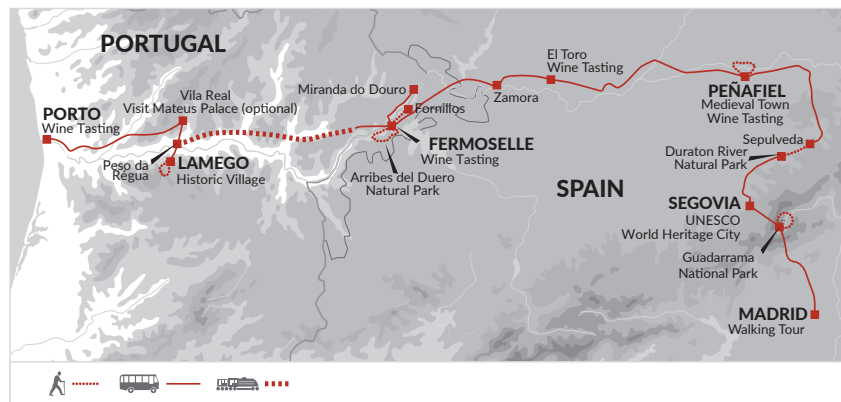 PORTUGAL
El Toro
Wine Tasting
Vila Real
Visit Mateus Palace (optional)
Miranda do Douro
PEÑAFIEL
Medieval Town
Wine Tasting
Zamora
PORTO
Wine Tasting
Fornillos
FERMOSELLE
Wine Tasting
Sepulveda
Duraton River
Natural Park
Peso da
Régua
LAMEGO
Historic Village
Arribes del Duero
Natural Park
SPAIN
SEGOVIA
UNESCO
World Heritage City
Guadarrama
National Park
MADRID
Walking Tour